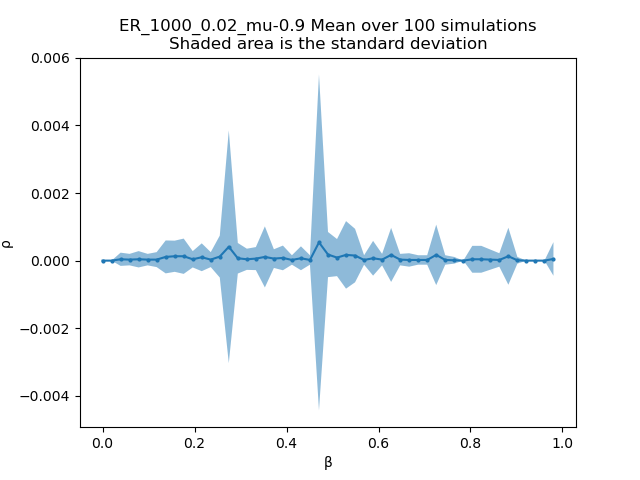 ER_1000_0.02_mu-0.9 Mean over 100 simulations
Shaded area is the standard deviation
0.006
0.004
0.002
0.000
−0.002
−0.004
ρ
0.0 0.2 0.4 0.6 0.8 1.0
β